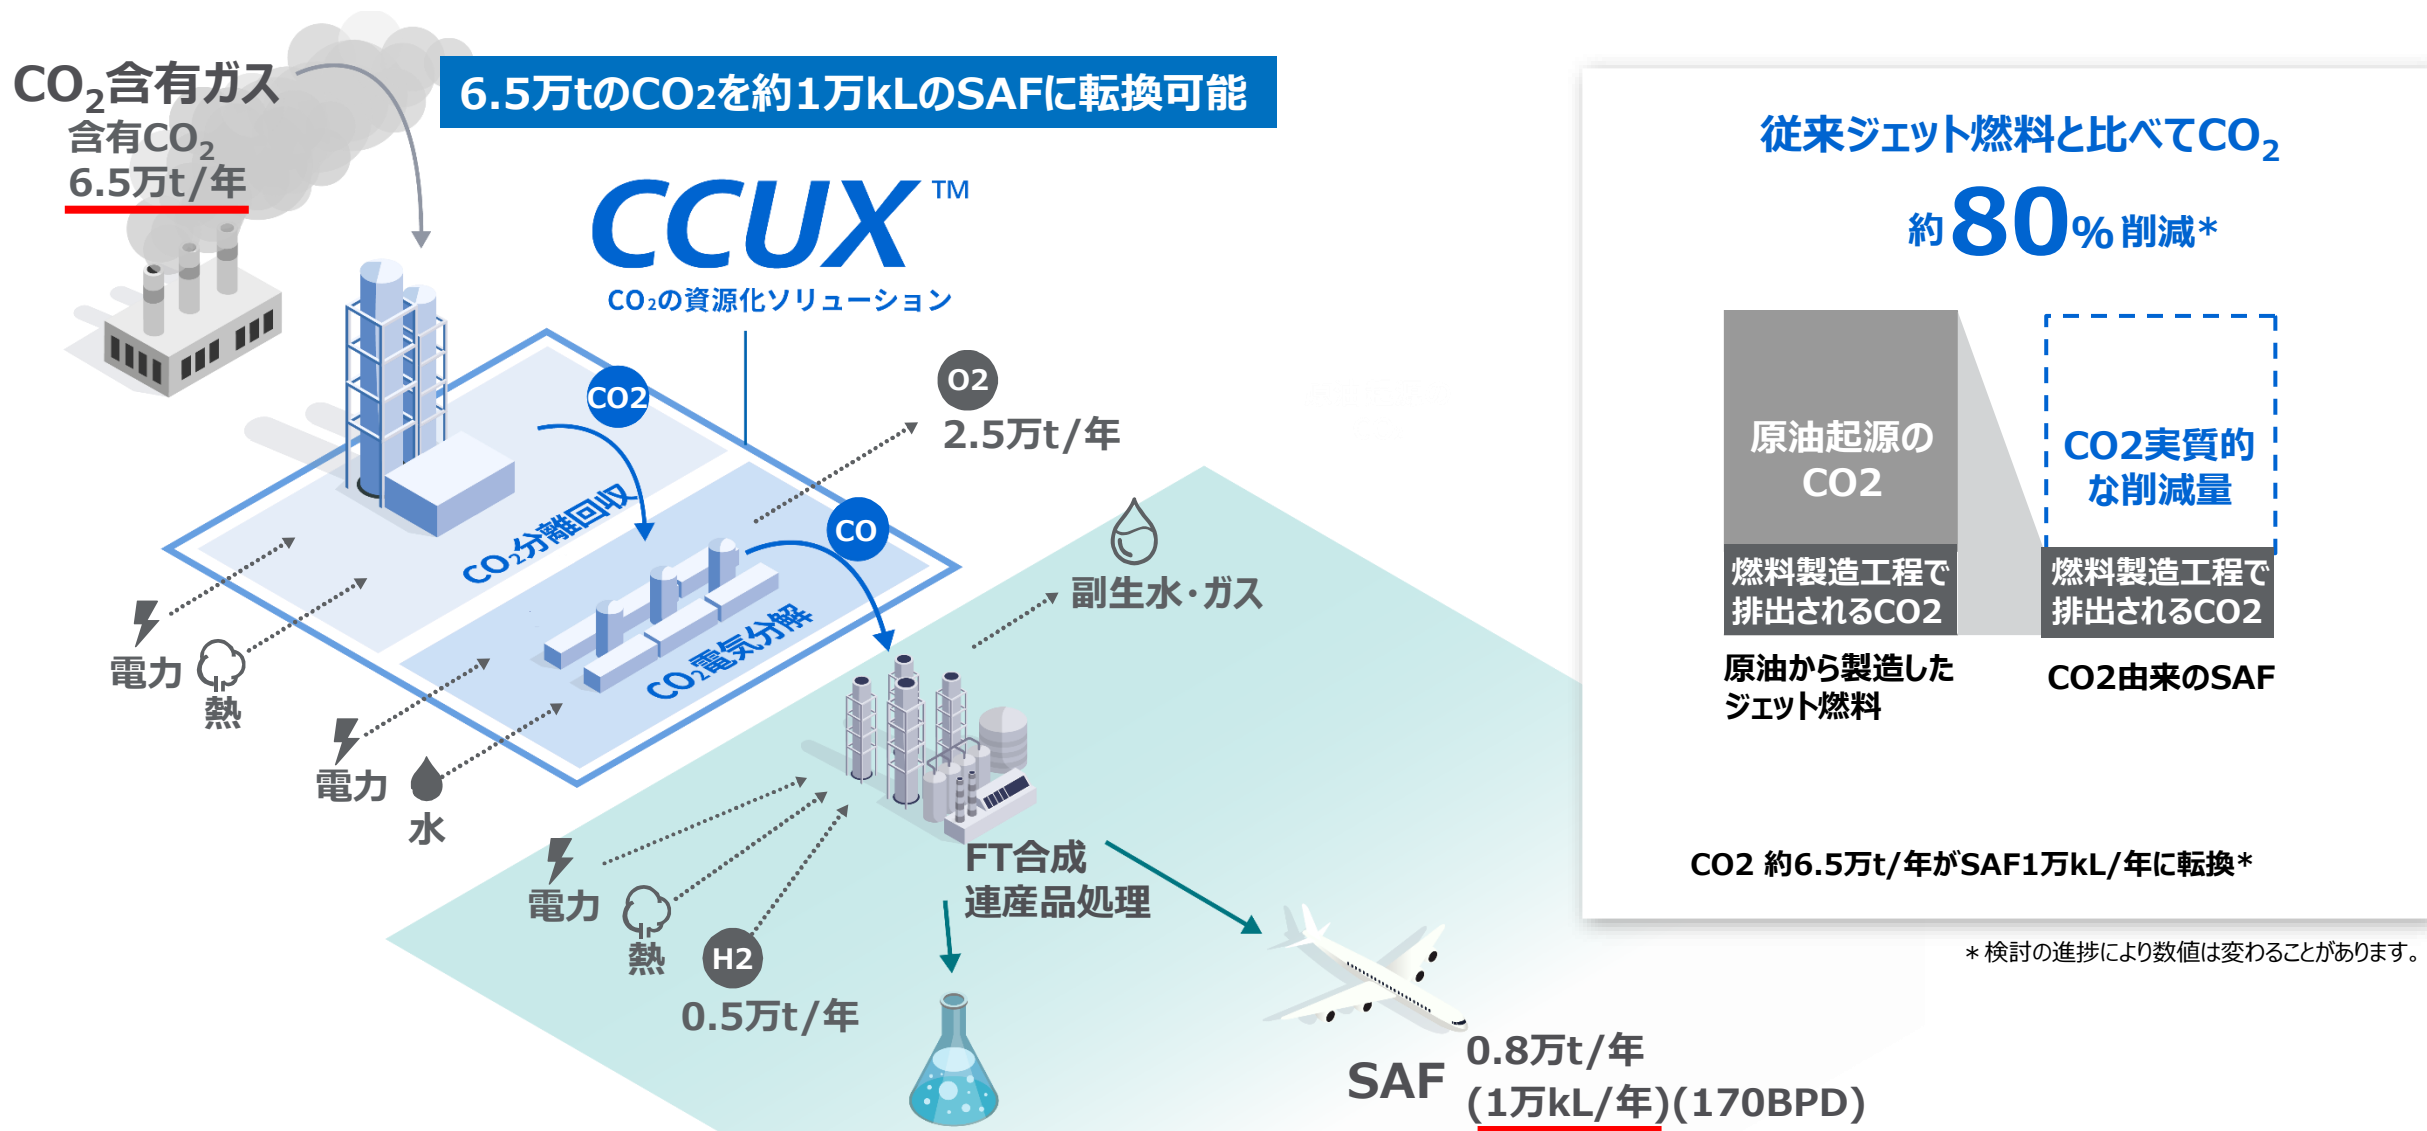 CO2含有ガス
含有CO2
6.5万t/年
6.5万tのCO2を約1万kLのSAFに転換可能
CCUX™
CO2の資源化ソリューション
CO2
O2
2.5万t/年
CO2分離回収
CO
CO2電気分解
電力
熱
電力
水
副生水・ガス
電力
熱
H2
0.5万t/年
FT合成
連産品処理
SAF
0.8万t/年
(1万kL/年)(170BPD)
従来ジェット燃料と比べてCO2
約80%削減*
原油起源の
CO2
燃料製造工程で
排出されるCO2
原油から製造した
ジェット燃料
CO2実質的
な削減量
燃料製造工程で
排出されるCO2
CO2由来のSAF
CO2 約6.5万t/年がSAF1万kL/年に転換*
*検討の進捗により数値は変わることがあります。